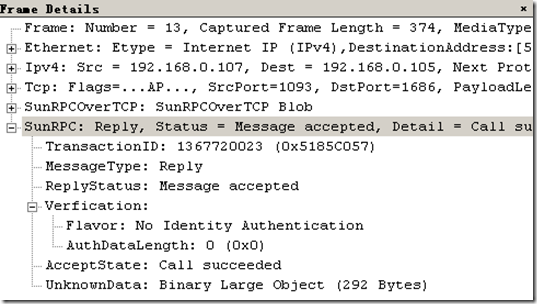 Frame Details
Frame: Number = 13, Captured Frame Length = 374, MediaType
Ethernet: Etype = Internet IP (IPv4),DestinationAddress:[5
Ipv4: Src = 192.168.0.107, Dest = 192.168.0.105, Next Prot
Tcp: Flags=...AP..., SrcPort=1093, DstPort=1686, PayloadLe
SunRPCOverTCP: SunRPCOverTCP Blob
SunRPC: Reply, Status = Message accepted, Detail = Call su
TransactionID: 1367720023 (0x5185C057)
MessageType: Reply
ReplyStatus: Message accepted
Verfication:
Flavor: No Identity Authentication
AuthDataLength: 0 (0x0)
AcceptState: Call succeeded
UnknownData: Binary Large Object (292 Bytes)